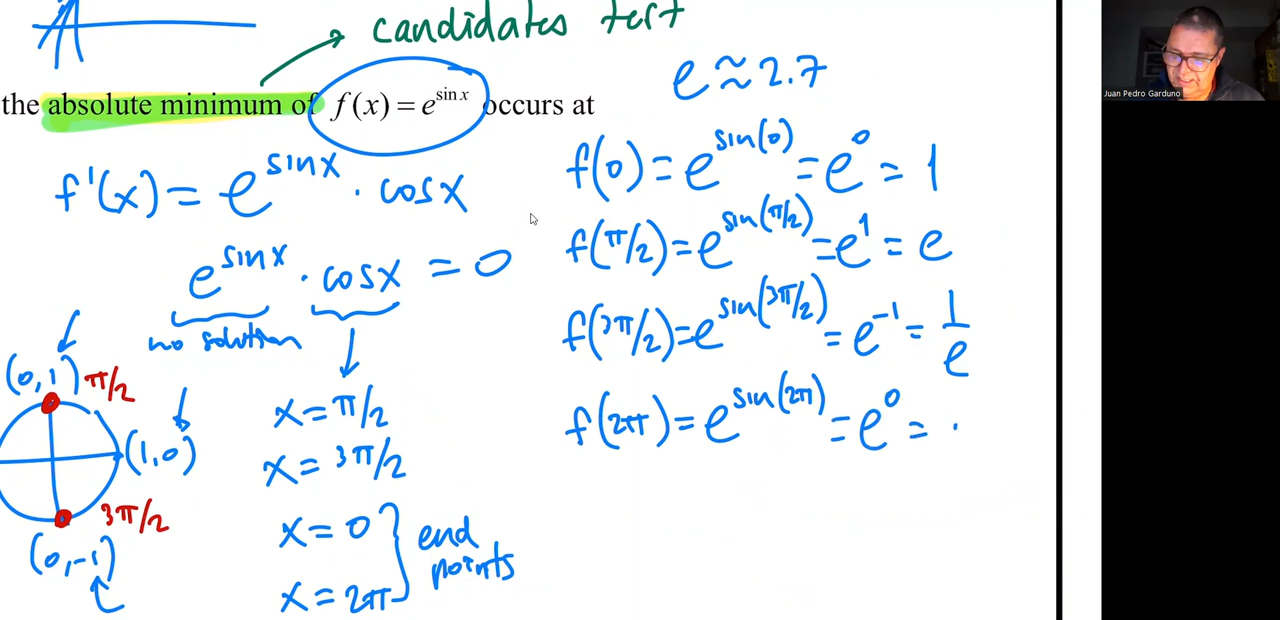 candidates test
e ≈ 2.7
the absolute minimum of f(x) = e^{sin x} occurs at
f'(x) = e^{sin x} · cos x
e^{sin x} · cos x = 0
no solution
(0,1) π/2
(1,0)
3π/2
(0,-1)
x = π/2
x = 3π/2
x = 0
x = 2π
end
points
f(0) = e^{sin(0)} = e^0 = 1
f(π/2) = e^{sin(π/2)} = e^1 = e
f(3π/2) = e^{sin(3π/2)} = e^{-1} = 1/e
f(2π) = e^{sin(2π)} = e^0 =
Juan Pedro Garduno